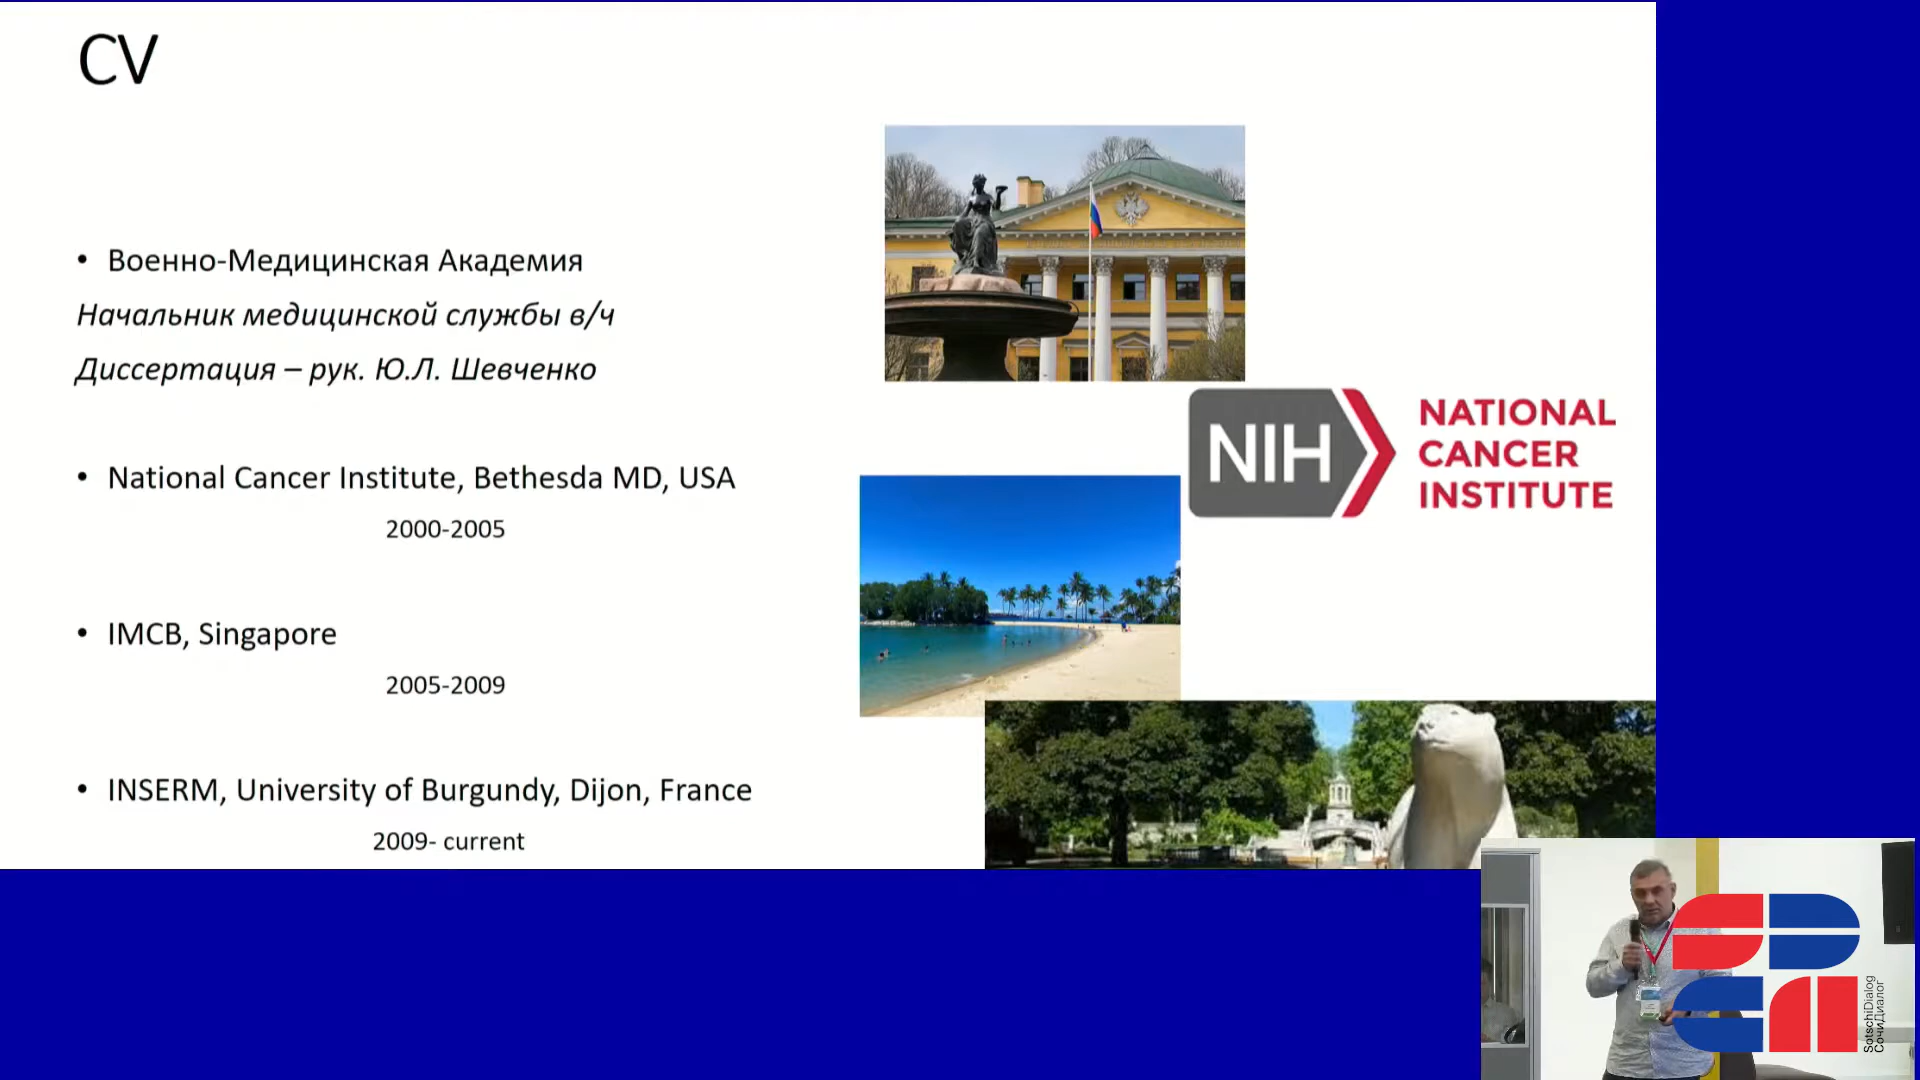 CV
• Военно-Медицинская Академия
Начальник медицинской службы в/ч
Диссертация – рук. Ю.Л. Шевченко
• National Cancer Institute, Bethesda MD, USA
2000-2005
• IMCB, Singapore
2005-2009
• INSERM, University of Burgundy, Dijon, France
2009- current
NIH
NATIONAL
CANCER
INSTITUTE
SotschiDialog
СочиДиалог